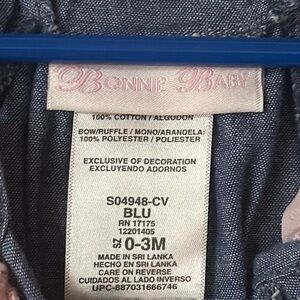 BONNIE BABY
100% COTTON / ALGODON
BOW/RUFFLE / MONO/ARANDELA:
100% POLYESTER / POLIESTER
EXCLUSIVE OF DECORATION
EXCLUYENDO ADORNOS
S04948-CV
BLU
RN 17175
12201405
SZ 0-3M
MADE IN SRI LANKA
HECHO EN SRI LANKA
CARE ON REVERSE
CUIDADOS AL LADO INVERSO
UPC-887031666746